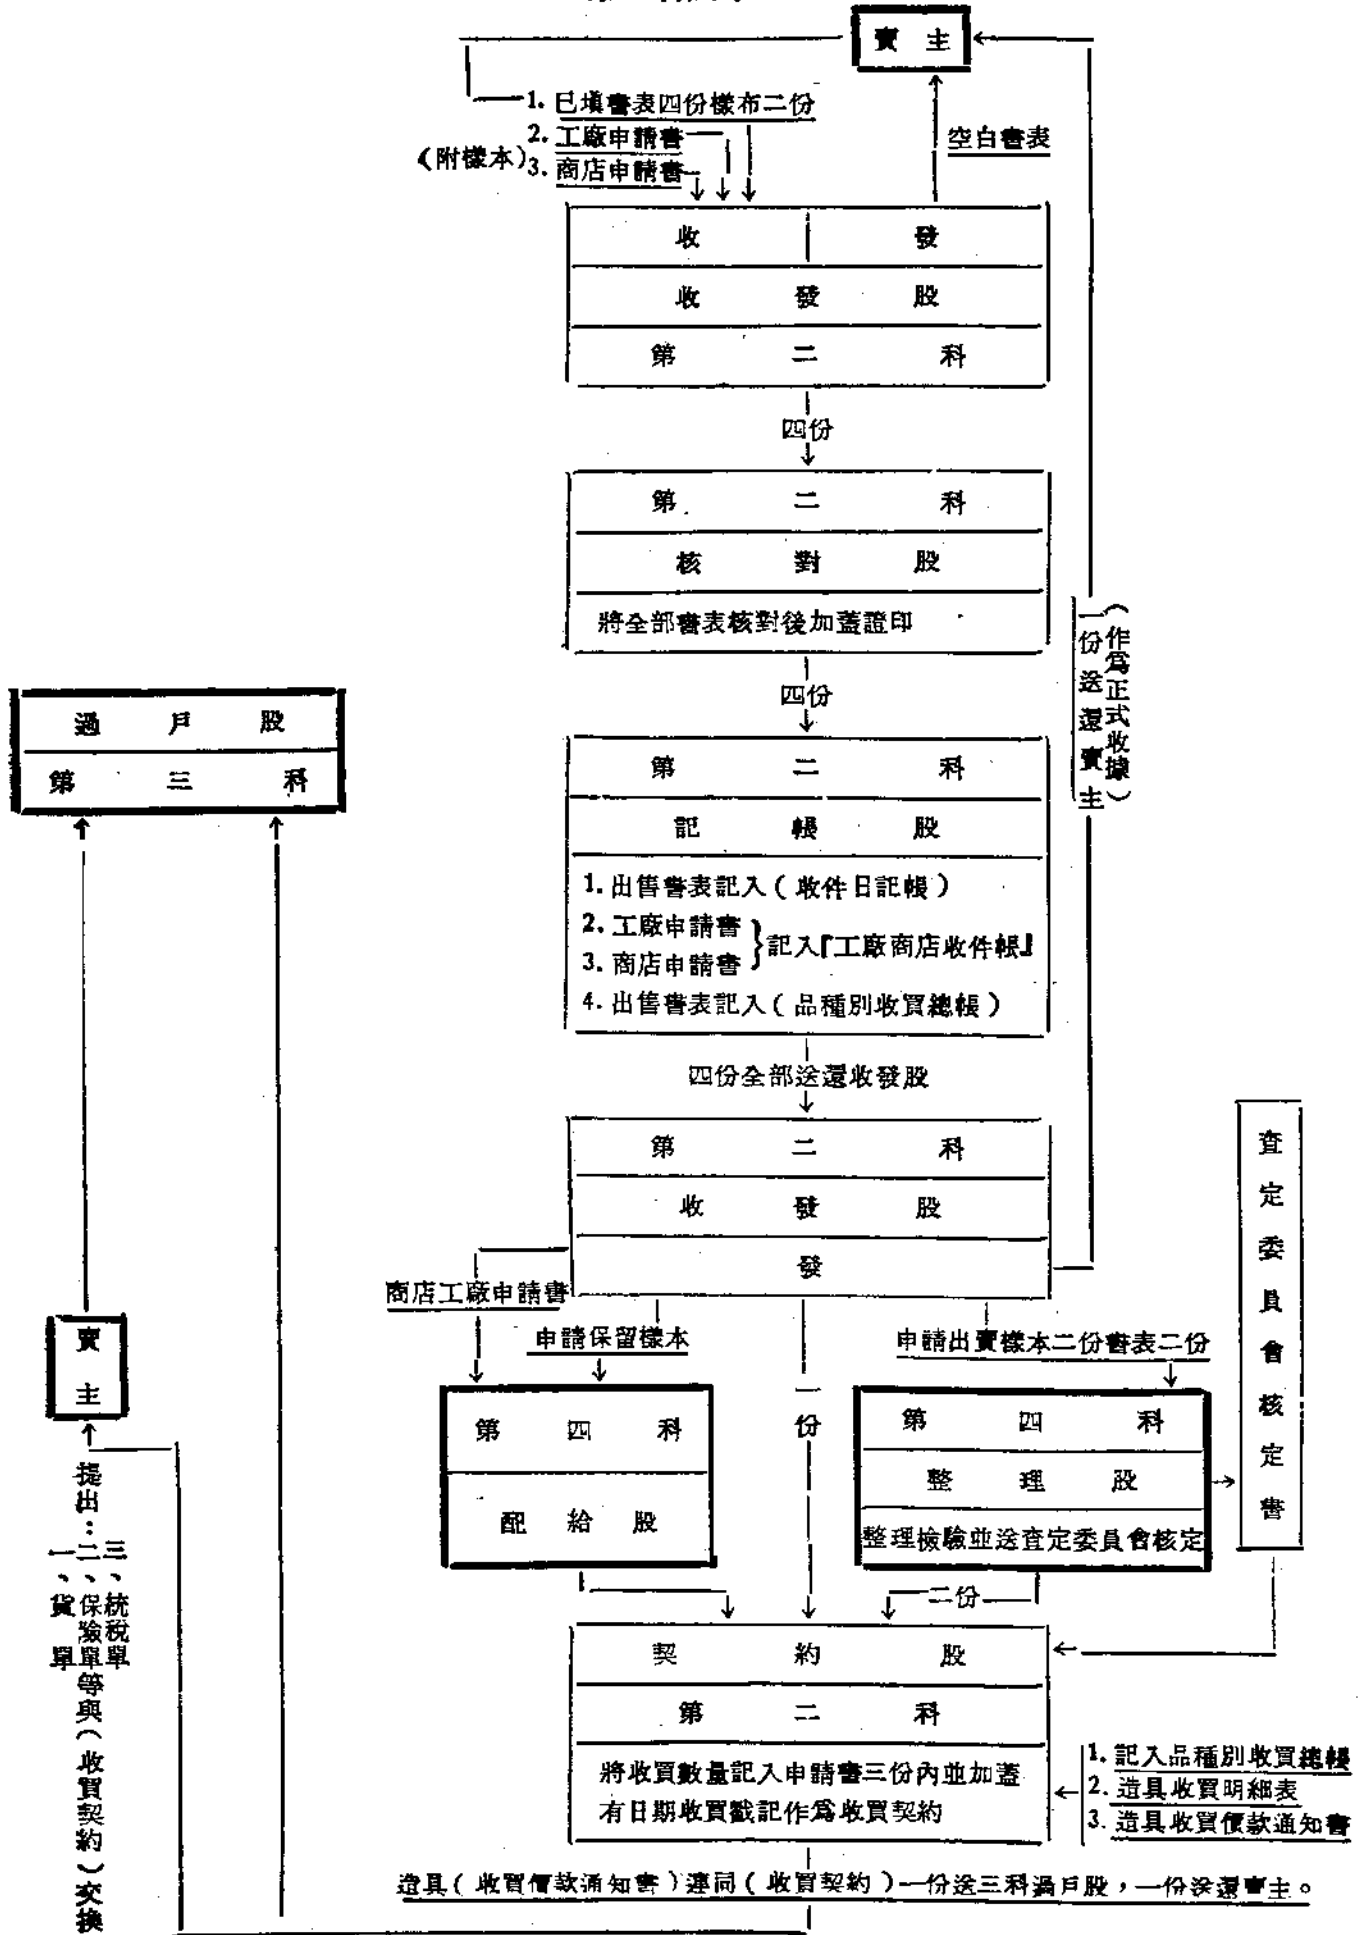 賣主
1. 已填書表四份樣布二份
2. 工廠申請書
(附樣本)
3. 商店申請書
空白書表
收 發
收 發 股
第 二 科
四份
第 二 科
核 對 股
將全部書表核對後加蓋證印
四份
第 二 科
記 帳 股
1. 出售書表記入(收件日記帳)
2. 工廠申請書
3. 商店申請書
}記入『工廠商店收件帳』
4. 出售書表記入(品種別收買總帳)
四份全部送還收發股
第 二 科
收 發 股
發
一份送還賣主
(作爲正式收據)
商店工廠申請書
申請保留樣本
一份
申請出賣樣本二份書表二份
第 四 科
配 給 股
第 四 科
整 理 股
整理檢驗並送查定委員會核定
查定委員會核定書
二份
契 約 股
第 二 科
將收買數量記入申請書三份內並加蓋
有日期收買戳記作爲收買契約
1. 記入品種別收買總帳
2. 造具收買明細表
3. 造具收買價款通知書
造具(收買價款通知書)連同(收買契約)一份送三科過戶股,一份送還賣主。
過 戶 股
第 三 科
賣主
提出:
一、貨單
二、保險單等與(收買契約)交換
三、統稅單